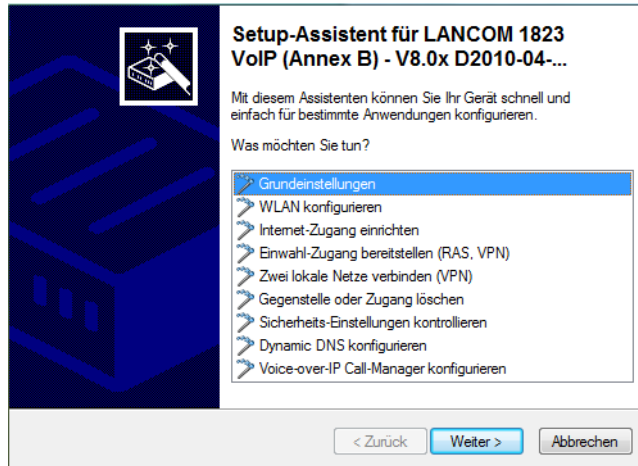 Setup-Assistent für LANCOM 1823
VoIP (Annex B) - V8.0x D2010-04-...
Mit diesem Assistenten können Sie Ihr Gerät schnell und
einfach für bestimmte Anwendungen konfigurieren.
Was möchten Sie tun?
Grundeinstellungen
WLAN konfigurieren
Internet-Zugang einrichten
Einwahl-Zugang bereitstellen (RAS, VPN)
Zwei lokale Netze verbinden (VPN)
Gegenstelle oder Zugang löschen
Sicherheits-Einstellungen kontrollieren
Dynamic DNS konfigurieren
Voice-over-IP Call-Manager konfigurieren
< Zurück Weiter > Abbrechen